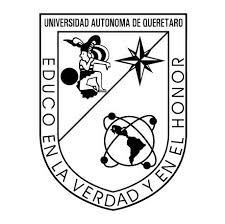 UNIVERSIDAD AUTONOMA DE QUERETARO
EDUCO EN LA VERDAD Y EN EL HONOR